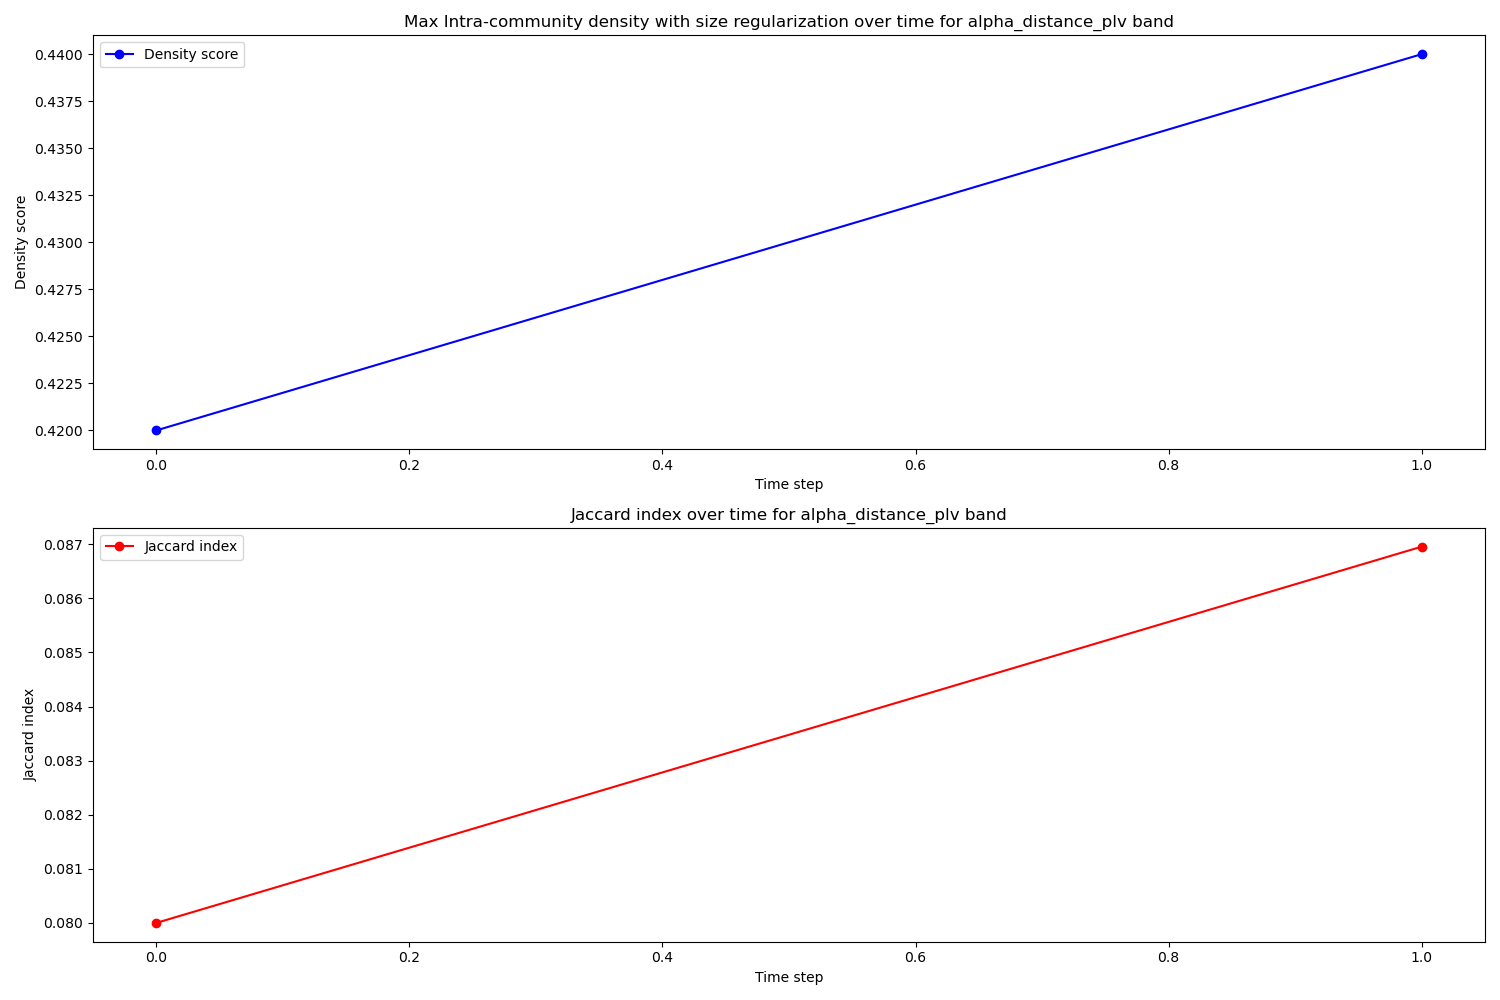 Max Intra-community density with size regularization over time for alpha_distance_plv band
Density score
0.4400
0.4375
0.4350
0.4325
0.4300
0.4275
0.4250
0.4225
0.4200
Density score
0.0 0.2 0.4 0.6 0.8 1.0
Time step
Jaccard index over time for alpha_distance_plv band
Jaccard index
0.087
0.086
0.085
0.084
0.083
0.082
0.081
0.080
Jaccard index
0.0 0.2 0.4 0.6 0.8 1.0
Time step